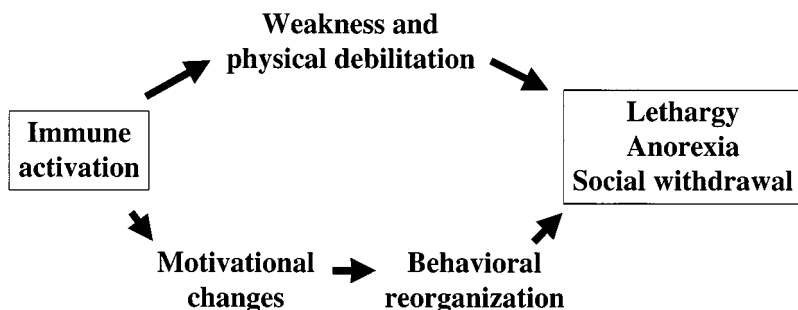 Weakness and
physical debilitation
Immune
activation
Lethargy
Anorexia
Social withdrawal
Motivational
changes
Behavioral
reorganization